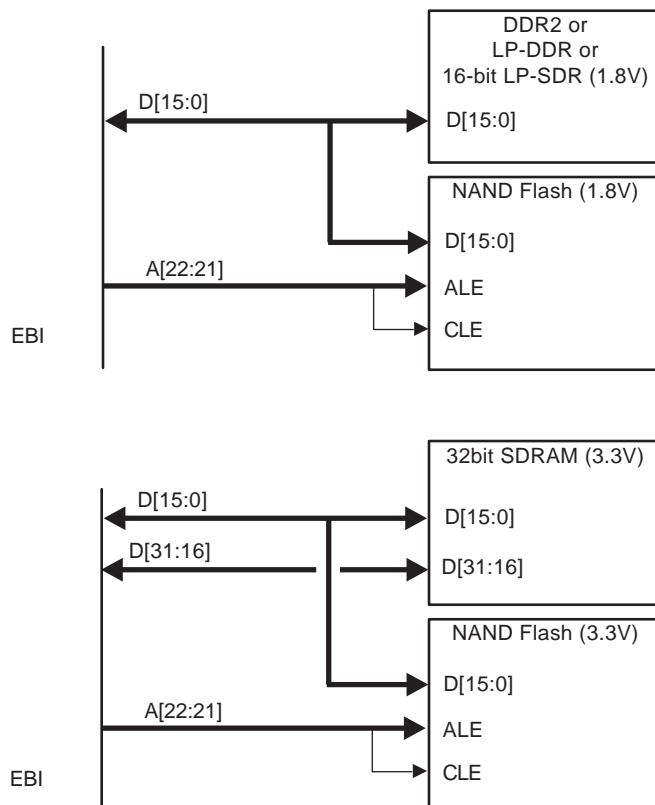 DDR2 or
LP-DDR or
16-bit LP-SDR (1.8V)
D[15:0]
D[15:0]
NAND Flash (1.8V)
D[15:0]
A[22:21]
ALE
EBI
CLE
32bit SDRAM (3.3V)
D[15:0]
D[15:0]
D[31:16]
D[31:16]
NAND Flash (3.3V)
D[15:0]
A[22:21]
ALE
EBI
CLE